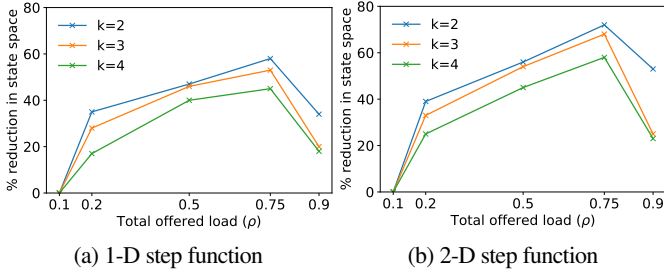 % reduction in state space
80
60
40
20
0
k=2
k=3
k=4
0.1 0.2 0.5 0.75 0.9
Total offered load (ρ)
(a) 1-D step function
% reduction in state space
80
60
40
20
0
k=2
k=3
k=4
0.1 0.2 0.5 0.75 0.9
Total offered load (ρ)
(b) 2-D step function